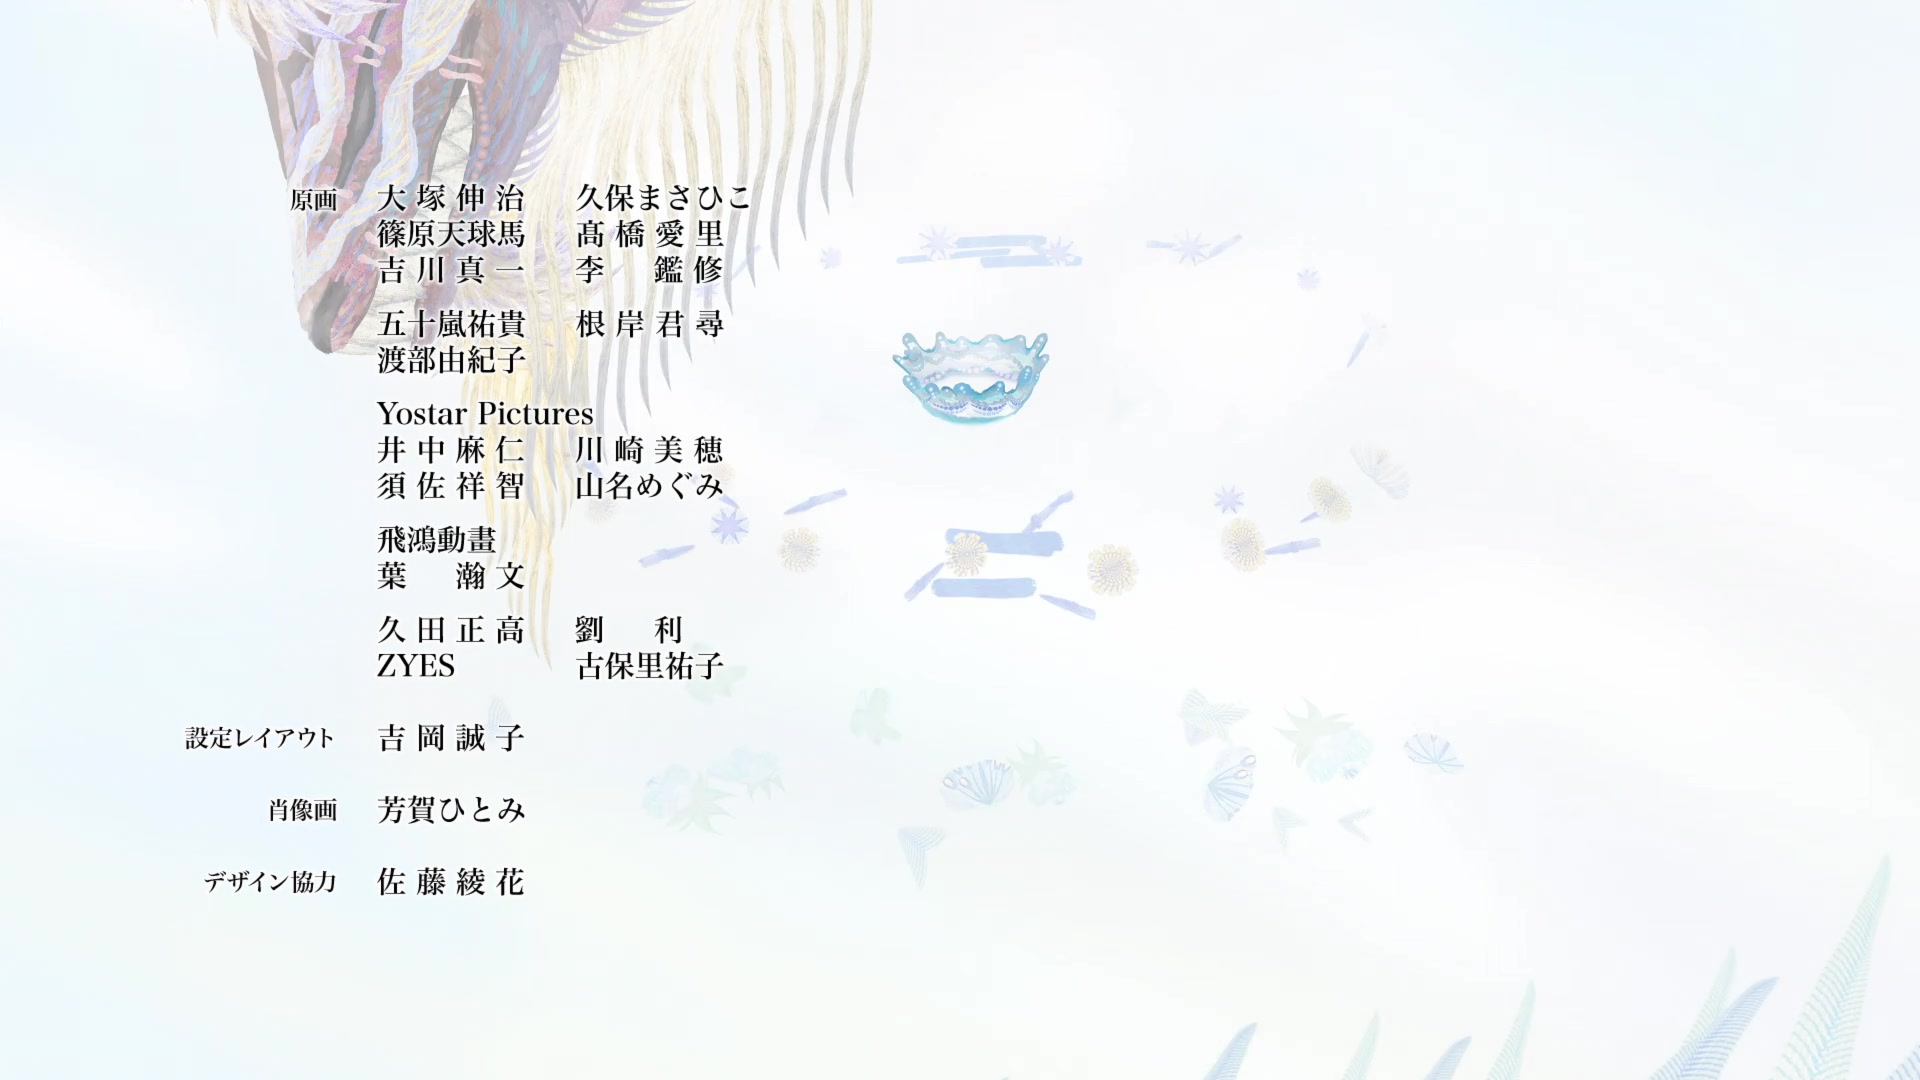 原画 大塚伸治 久保まさひこ
篠原天球馬 髙橋愛里
吉川真一 李鑑修
五十嵐祐貴 根岸君尋
渡部由紀子
Yostar Pictures
井中麻仁 川崎美穂
須佐祥智 山名めぐみ
飛鴻動畫
葉瀚文
久田正高 劉利
ZYES 古保里祐子
設定レイアウト 吉岡誠子
肖像画 芳賀ひとみ
デザイン協力 佐藤綾花